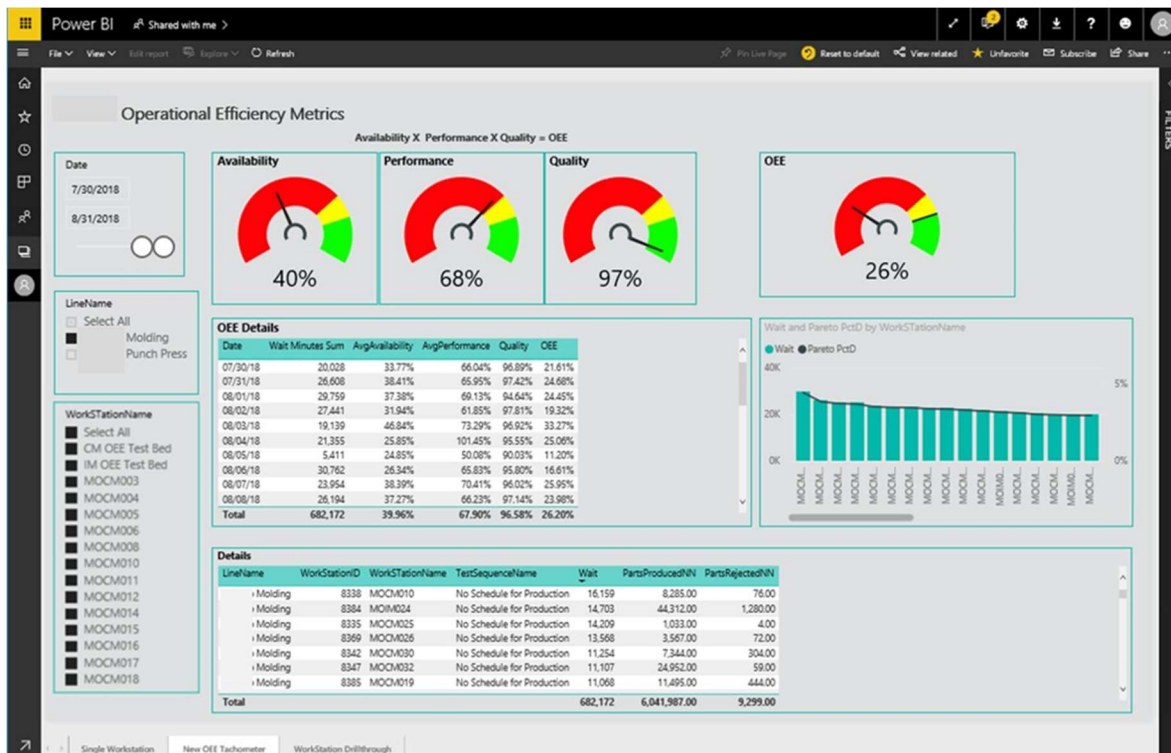 Power BI Shared with me >
File View Edit report Explore Refresh Pin Live Page Reset to default View related Unfavorite Subscribe Share ...
Operational Efficiency Metrics
Availability X Performance X Quality = OEE
Date
7/30/2018
8/31/2018
Availability
40%
Performance
68%
Quality
97%
OEE
26%
FILTERS
LineName
Select All
Molding
Punch Press
WorkSTationName
Select All
CM OEE Test Bed
IM OEE Test Bed
MOCM003
MOCM004
MOCM005
MOCM006
MOCM008
MOCM010
MOCM011
MOCM012
MOCM014
MOCM015
MOCM016
MOCM017
MOCM018
OEE Details
Date Wait Minutes Sum AvgAvailability AvgPerformance Quality OEE
07/30/18 20,028 33.77% 66.04% 96.89% 21.61%
07/31/18 26,608 38.41% 65.95% 97.42% 24.68%
08/01/18 29,759 37.38% 69.13% 94.64% 24.45%
08/02/18 27,441 31.94% 61.85% 97.81% 19.32%
08/03/18 19,139 46.84% 73.29% 96.92% 33.27%
08/04/18 21,355 25.85% 101.45% 95.55% 25.06%
08/05/18 5,411 24.85% 50.08% 90.03% 11.20%
08/06/18 30,762 26.34% 65.83% 95.80% 16.61%
08/07/18 23,954 38.39% 70.41% 96.02% 25.95%
08/08/18 26,194 37.27% 66.23% 97.14% 23.98%
Total 682,172 39.96% 67.90% 96.58% 26.20%
Wait and Pareto PctD by WorkSTationName
Wait Pareto PctD
40K
20K
0K
5%
0%
MOCM...
MOCM...
MOCM...
MOCM...
MOCM...
MOCM...
MOIM0...
MOCM...
MOCM...
MOCM...
MOCM...
MOCM...
MOCM...
MOCM...
MOIM0...
MOCM...
Details
LineName WorkStationID WorkSTationName TestSequenceName Wait PartsProducedNN PartsRejectedNN
Molding 8338 MOCM010 No Schedule for Production 16,159 8,285.00 76.00
Molding 8384 MOIM024 No Schedule for Production 14,703 44,312.00 1,280.00
Molding 8335 MOCM025 No Schedule for Production 14,209 1,033.00 4.00
Molding 8369 MOCM026 No Schedule for Production 13,568 3,567.00 72.00
Molding 8342 MOCM030 No Schedule for Production 11,254 7,344.00 304.00
Molding 8347 MOCM032 No Schedule for Production 11,107 24,952.00 59.00
Molding 8385 MOCM019 No Schedule for Production 11,068 11,495.00 444.00
Total 682,172 6,041,987.00 9,299.00
Single Workstation New OEE Tachometer WorkStation Drillthrough